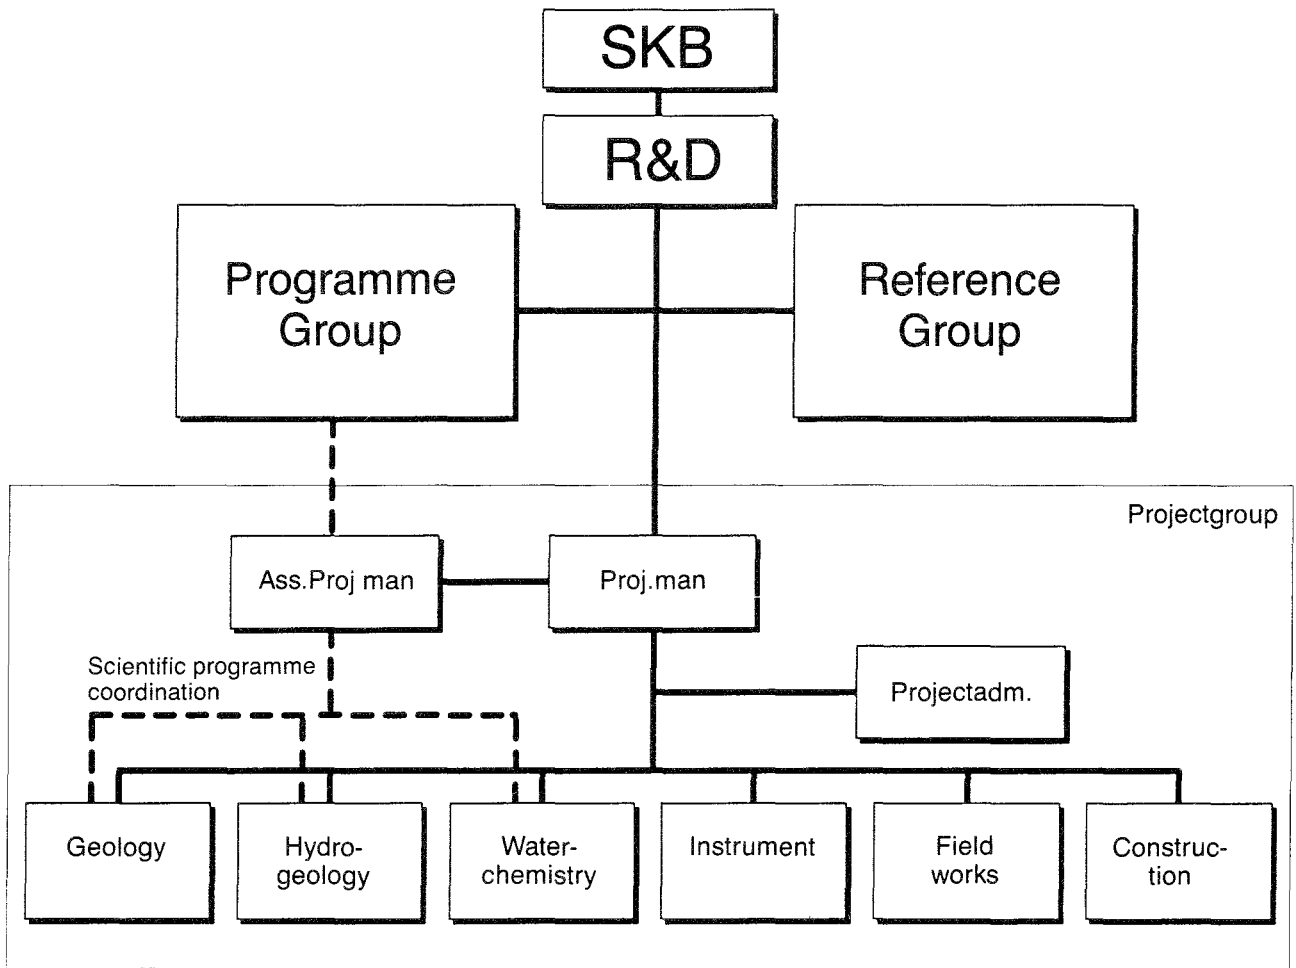 SKB
R&D
Programme
Group
Reference
Group
Projectgroup
Ass.Proj man
Proj.man
Scientific programme
coordination
Projectadm.
Geology
Hydro-
geology
Water-
chemistry
Instrument
Field
works
Construc-
tion